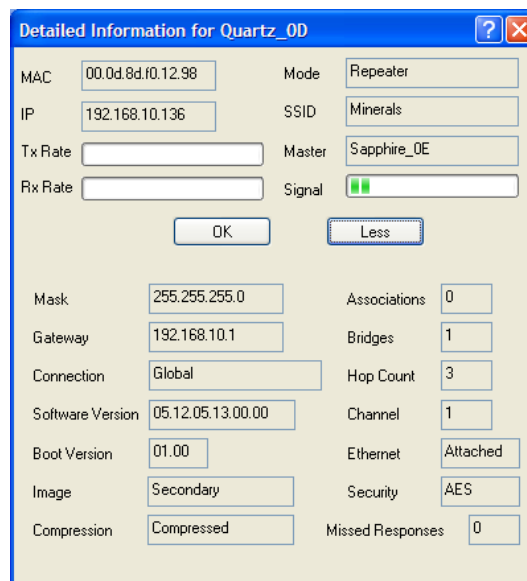 Detailed Information for Quartz_0D
MAC 00.0d.8d.f0.12.98 Mode Repeater
IP 192.168.10.136 SSID Minerals
Tx Rate Master Sapphire_0E
Rx Rate Signal
OK Less
Mask 255.255.255.0 Associations 0
Gateway 192.168.10.1 Bridges 1
Connection Global Hop Count 3
Software Version 05.12.05.13.00.00 Channel 1
Boot Version 01.00 Ethernet Attached
Image Secondary Security AES
Compression Compressed Missed Responses 0